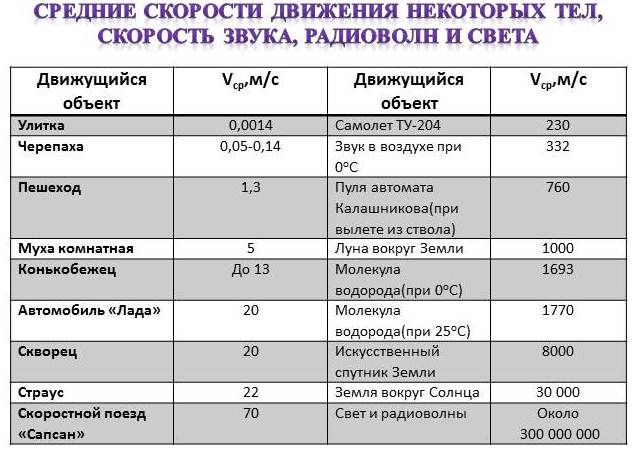 СРЕДНИЕ СКОРОСТИ ДВИЖЕНИЯ НЕКОТОРЫХ ТЕЛ,
СКОРОСТЬ ЗВУКА, РАДИОВОЛН И СВЕТА
Движущийся объект Vср,м/с Движущийся объект Vср,м/с
Улитка 0,0014 Самолет ТУ-204 230
Черепаха 0,05-0,14 Звук в воздухе при 0°С 332
Пешеход 1,3 Пуля автомата Калашникова(при вылете из ствола) 760
Муха комнатная 5 Луна вокруг Земли 1000
Конькобежец До 13 Молекула водорода(при 0°С) 1693
Автомобиль «Лада» 20 Молекула водорода(при 25°С) 1770
Скворец 20 Искусственный спутник Земли 8000
Страус 22 Земля вокруг Солнца 30 000
Скоростной поезд «Сапсан» 70 Свет и радиоволны Около 300 000 000